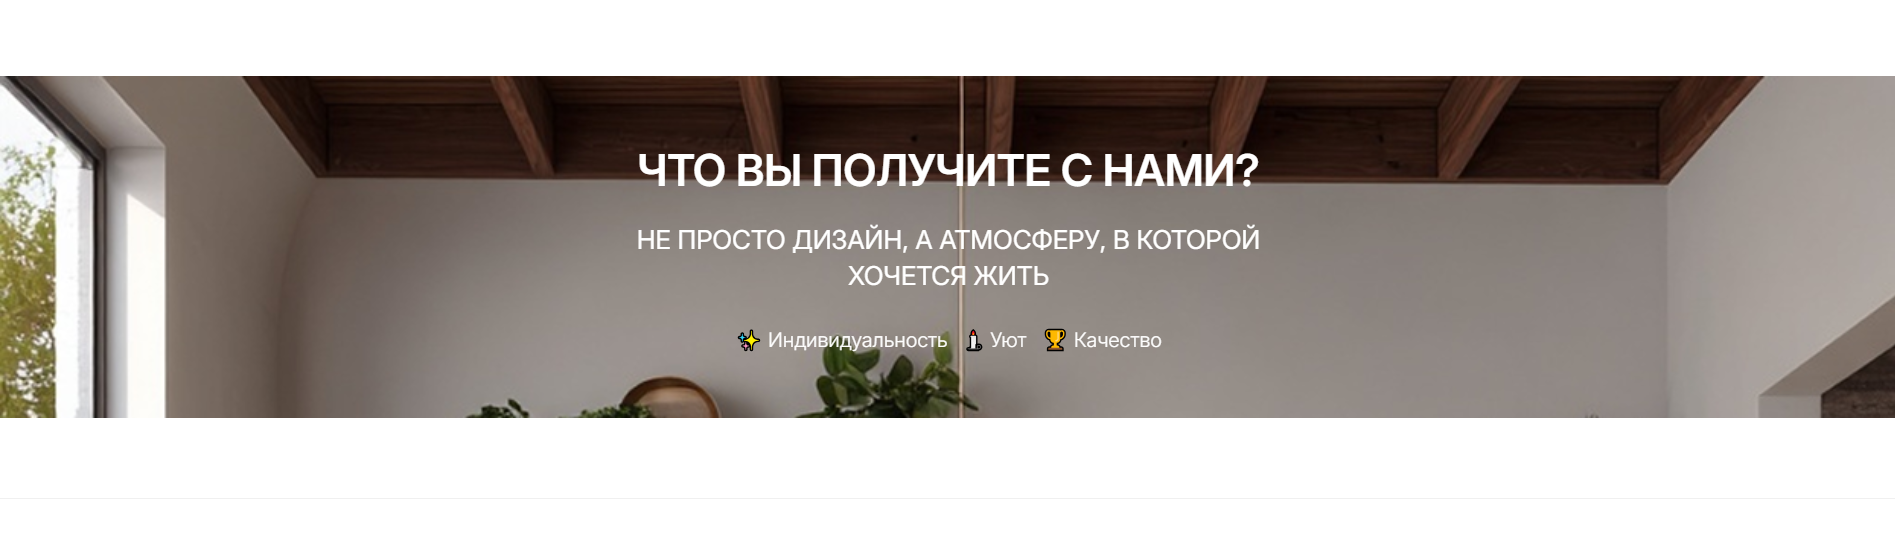 ЧТО ВЫ ПОЛУЧИТЕ С НАМИ?
НЕ ПРОСТО ДИЗАЙН, А АТМОСФЕРУ, В КОТОРОЙ
ХОЧЕТСЯ ЖИТЬ
✨ Индивидуальность 🕯 Уют 🏆 Качество